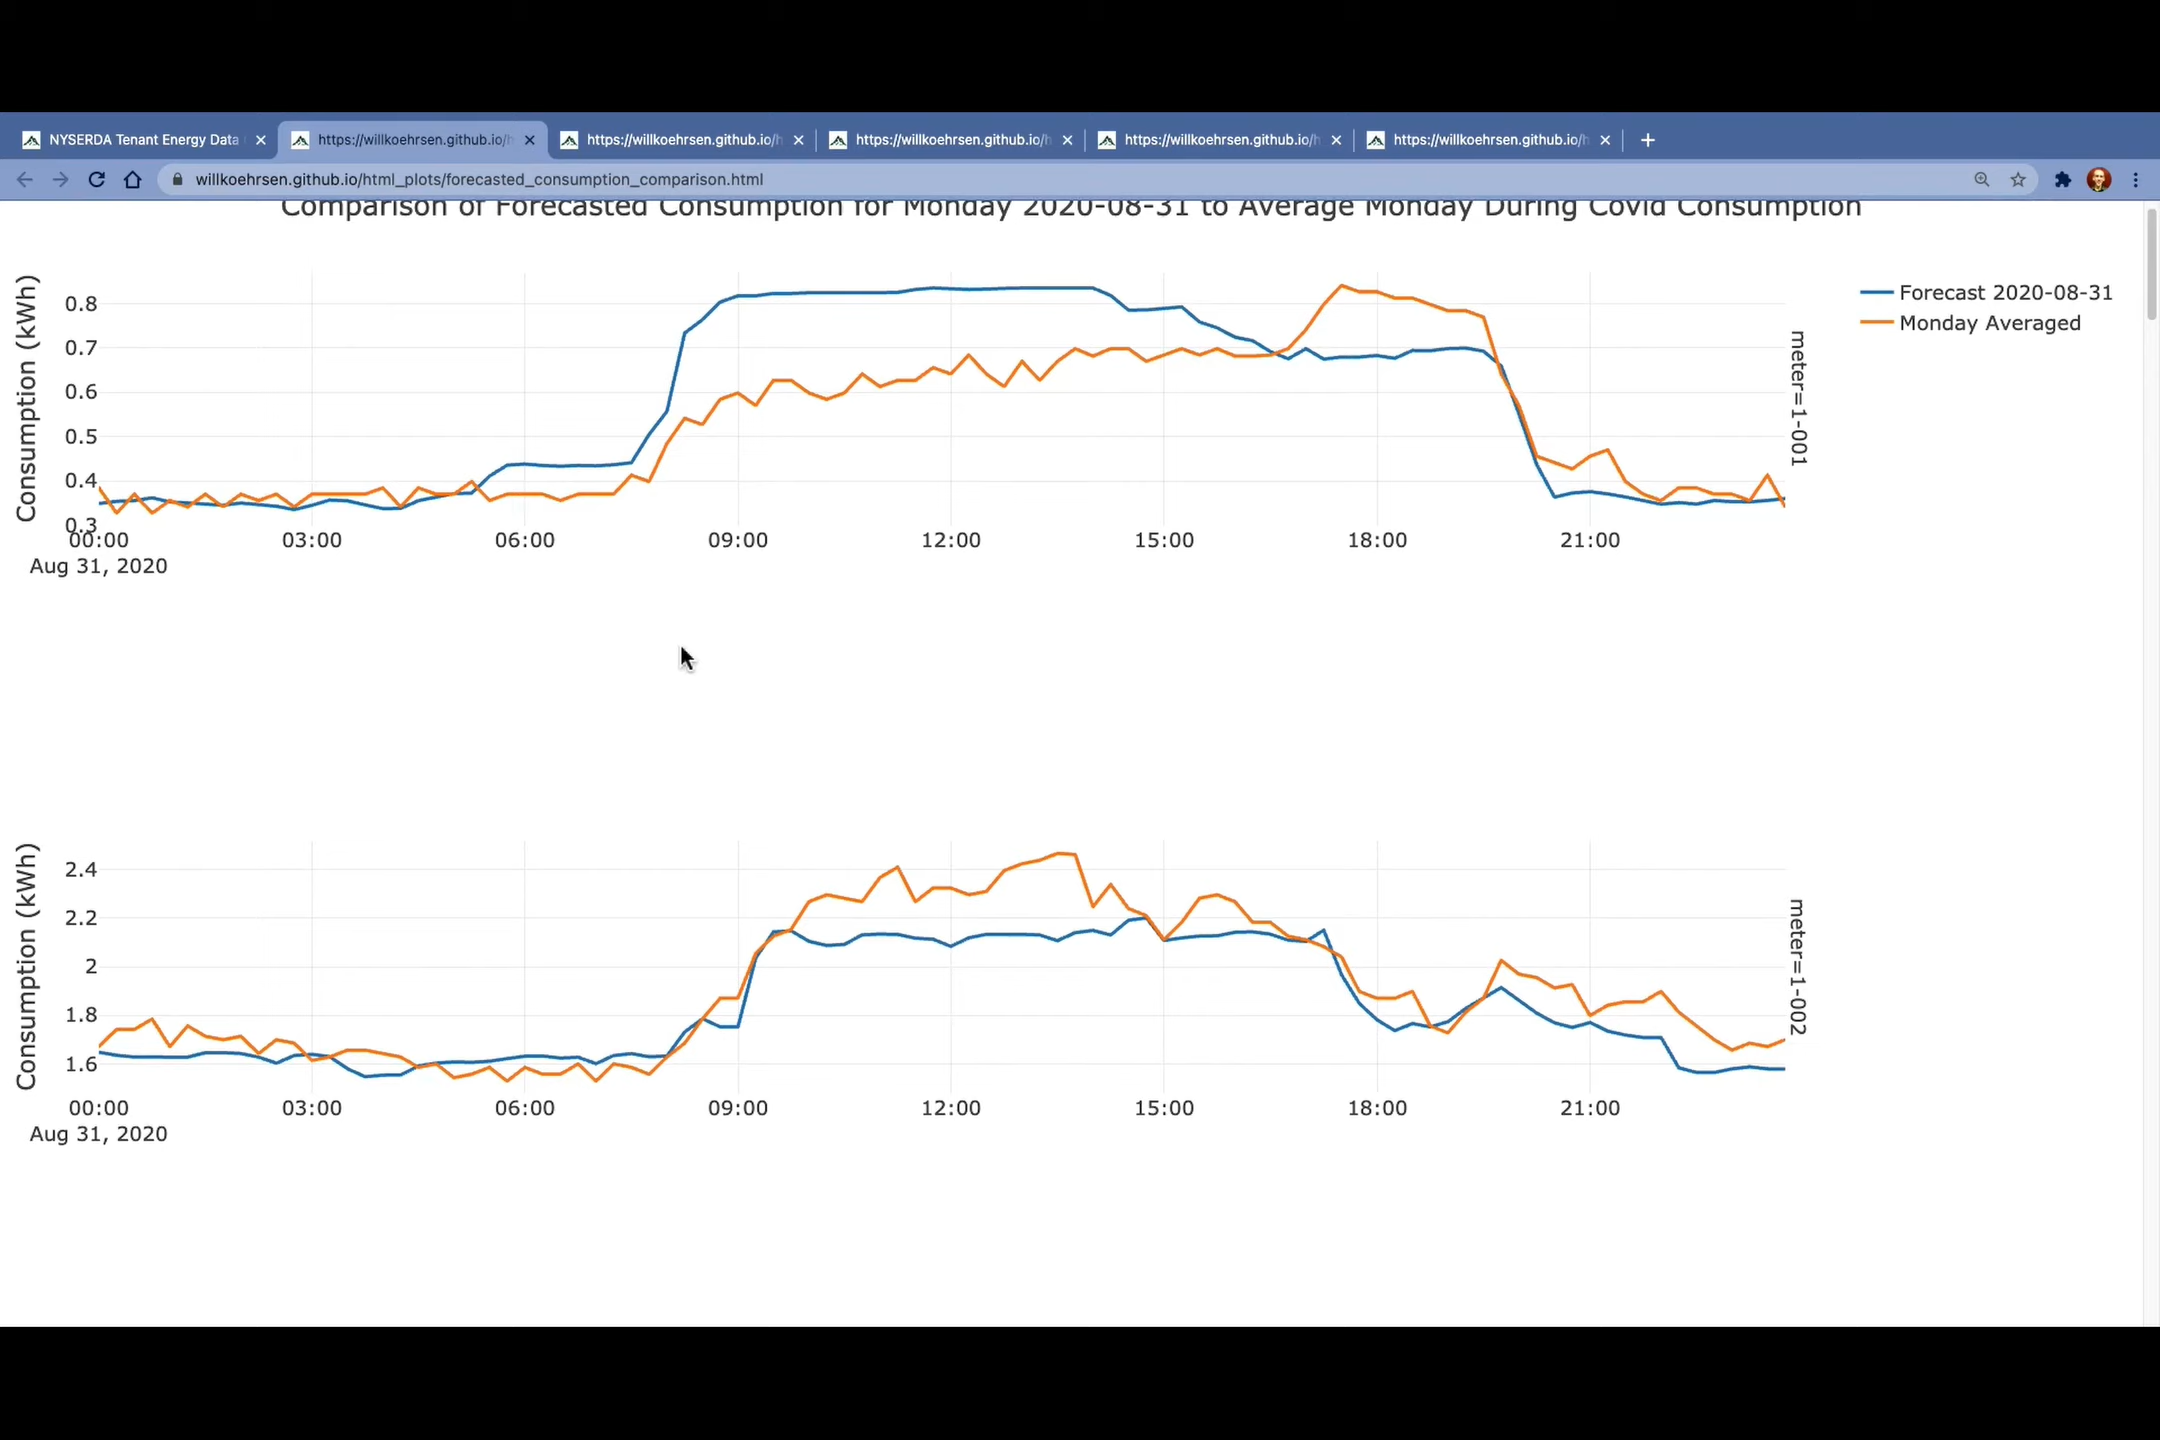 NYSERDA Tenant Energy Data
https://willkoehrsen.github.io/h
https://willkoehrsen.github.io/h
https://willkoehrsen.github.io/h
https://willkoehrsen.github.io/h
https://willkoehrsen.github.io/h
willkoehrsen.github.io/html_plots/forecasted_consumption_comparison.html
Comparison of Forecasted Consumption for Monday 2020-08-31 to Average Monday During Covid Consumption
Forecast 2020-08-31
Monday Averaged
Consumption (kWh)
0.8
0.7
0.6
0.5
0.4
0.3
meter=1-001
00:00 03:00 06:00 09:00 12:00 15:00 18:00 21:00
Aug 31, 2020
Consumption (kWh)
2.4
2.2
2
1.8
1.6
meter=1-002
00:00 03:00 06:00 09:00 12:00 15:00 18:00 21:00
Aug 31, 2020